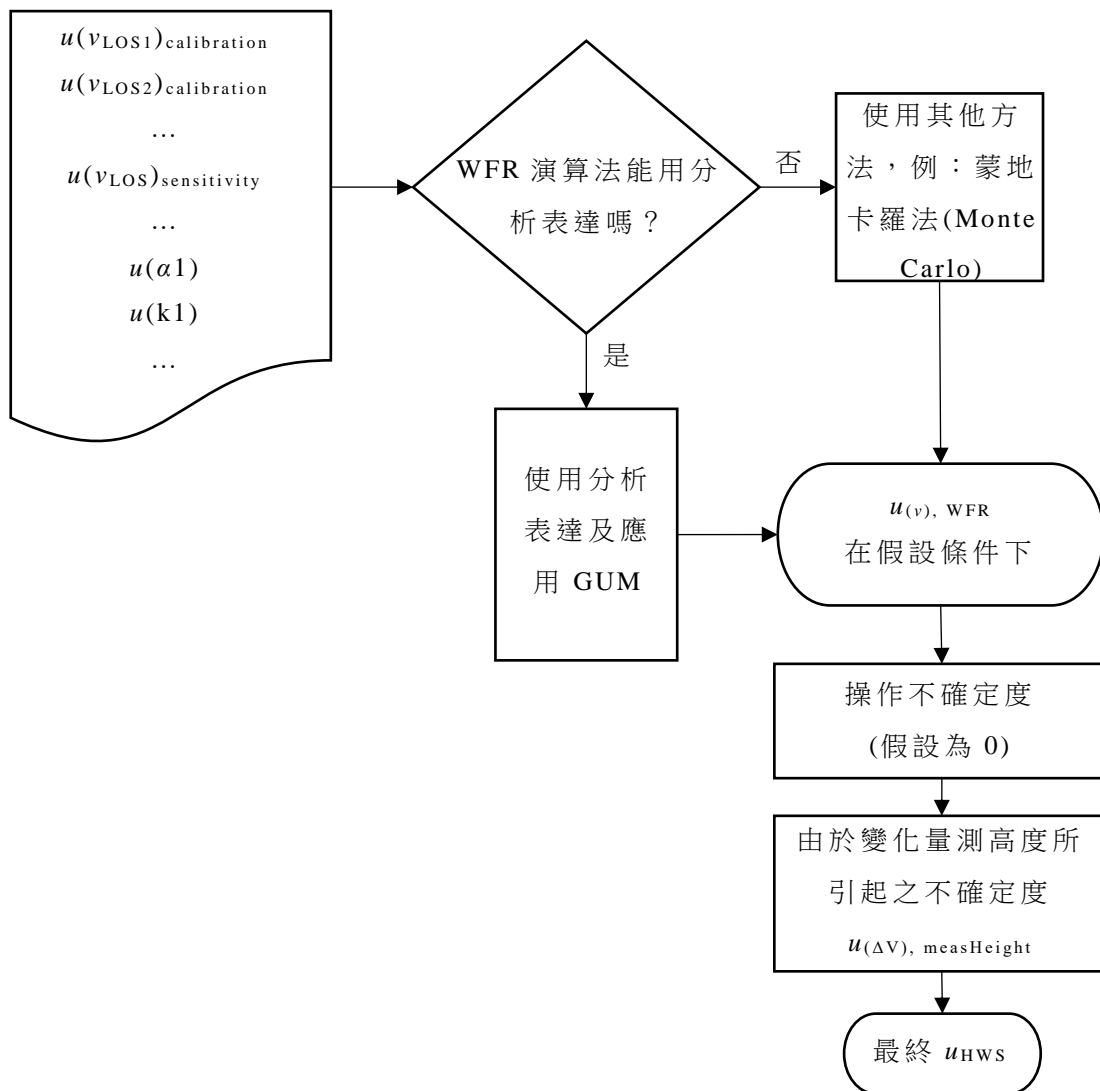 u(vLOS1)calibration
u(vLOS2)calibration
…
u(vLOS)sensitivity
…
u(α1)
u(k1)
…
WFR 演算法能用分
析表達嗎？
否
使用其他方
法，例：蒙地
卡羅法(Monte
Carlo)
是
使用分析
表達及應
用 GUM
u(v), WFR
在假設條件下
操作不確定度
(假設為 0)
由於變化量測高度所
引起之不確定度
u(ΔV), measHeight
最終 uHWS